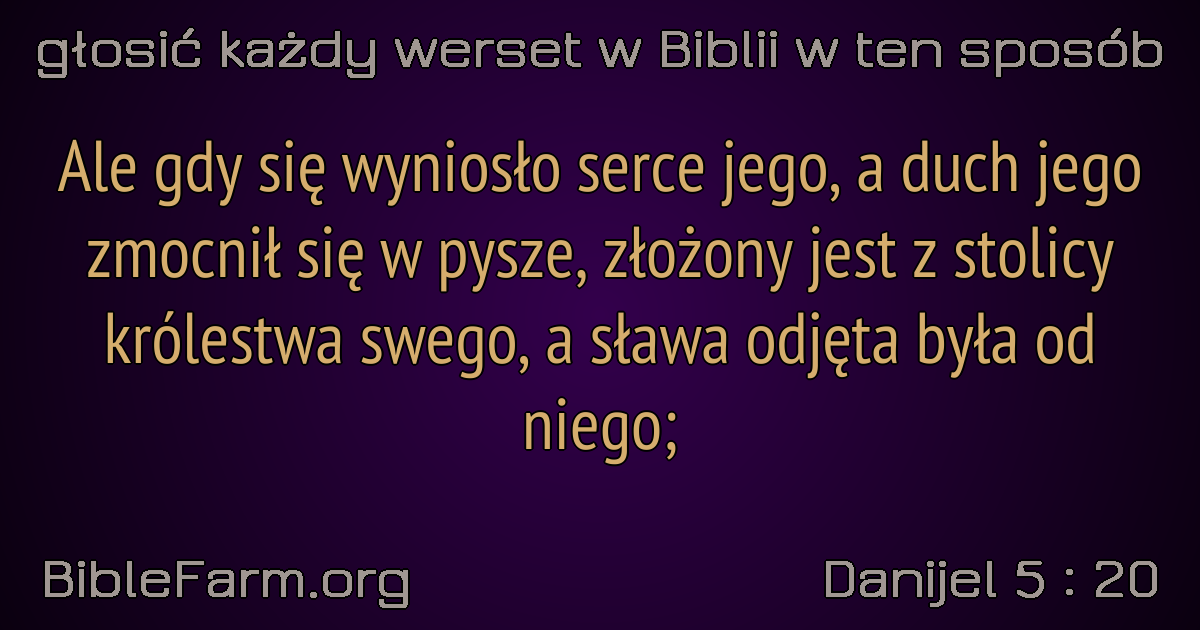 głosić każdy werset w Biblii w ten sposób
Ale gdy się wyniosło serce jego, a duch jego
zmocnił się w pysze, złożony jest z stolicy
królestwa swego, a sława odjęta była od
niego;
BibleFarm.org
Danijel 5 : 20